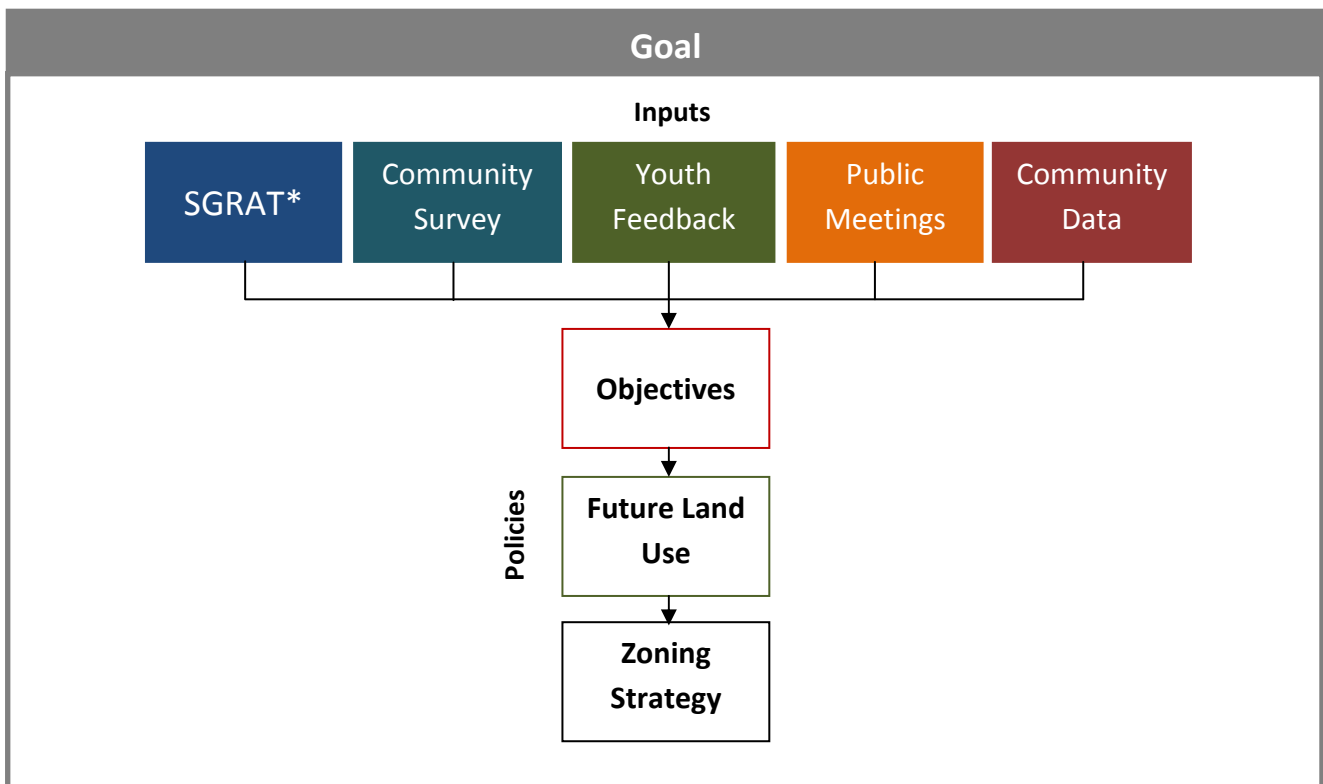 Goal
Inputs
SGRAT*
Community
Survey
Youth
Feedback
Public
Meetings
Community
Data
Objectives
Policies
Future Land
Use
Zoning
Strategy